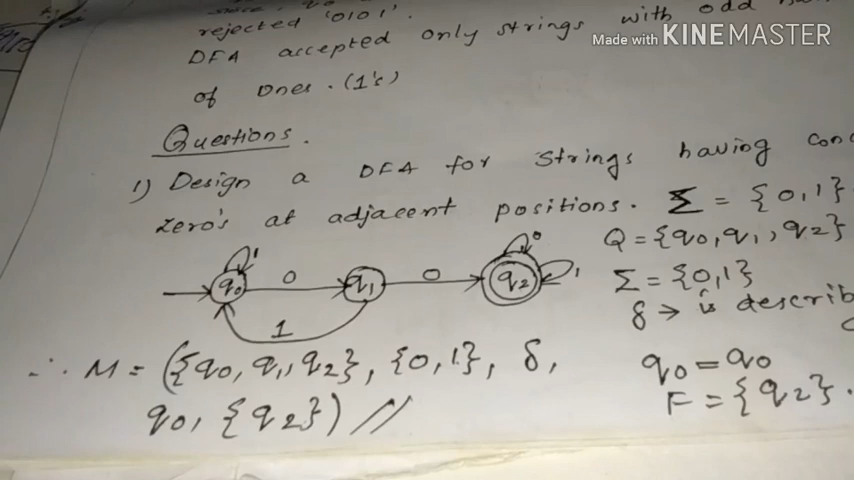 rejected '0101'.
DFA accepted only strings with odd
of ones. (1's)
Made with KINEMASTER
Questions.
1) Design a DFA for strings having
zero's at adjacent positions. Σ = {0,1}
Q = {q0, q1, q2}
Σ = {0,1}
δ → is
q0 = q0
F = {q2}.
1 0 0 0 1
q0 q1 q2
1
∴ M = ({q0, q1, q2}, {0,1}, δ,
q0, {q2}) //